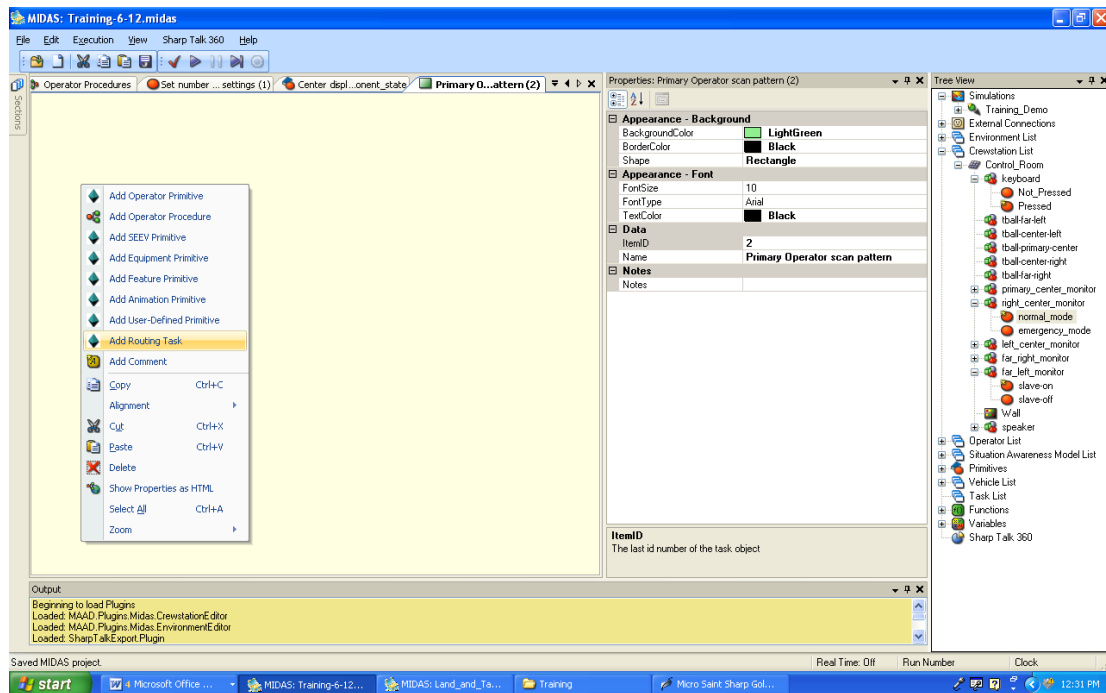 MIDAS: Training-6-12.midas
File Edit Execution View Sharp Talk 360 Help
Sections
Operator Procedures
Set number ... settings (1)
Center displ...onent_state
Primary O...attern (2)
Add Operator Primitive
Add Operator Procedure
Add SEEV Primitive
Add Equipment Primitive
Add Feature Primitive
Add Animation Primitive
Add User-Defined Primitive
Add Routing Task
Add Comment
Copy Ctrl+C
Alignment
Cut Ctrl+X
Paste Ctrl+V
Delete
Show Properties as HTML
Select All Ctrl+A
Zoom
Properties: Primary Operator scan pattern (2)
Appearance - Background
BackgroundColor LightGreen
BorderColor Black
Shape Rectangle
Appearance - Font
FontSize 10
FontType Arial
TextColor Black
Data
ItemID 2
Name Primary Operator scan pattern
Notes
Notes
ItemID
The last id number of the task object
Tree View
Simulations
Training_Demo
External Connections
Environment List
Crewstation List
Control_Room
keyboard
Not_Pressed
Pressed
tball-far-left
tball-center-left
tball-primary-center
tball-center-right
tball-far-right
primary_center_monitor
right_center_monitor
normal_mode
emergency_mode
left_center_monitor
far_right_monitor
far_left_monitor
slave-on
slave-off
Wall
speaker
Operator List
Situation Awareness Model List
Primitives
Vehicle List
Task List
Functions
Variables
Sharp Talk 360
Output
Beginning to load Plugins
Loaded: MAAD.Plugins.Midas.CrewstationEditor
Loaded: MAAD.Plugins.Midas.EnvironmentEditor
Loaded: SharpTalkExport.Plugin
Saved MIDAS project.
Real Time: Off Run Number Clock
start
4 Microsoft Office ...
MIDAS: Training-6-12...
MIDAS: Land_and_Ta...
Training
Micro Saint Sharp Gol...
12:31 PM